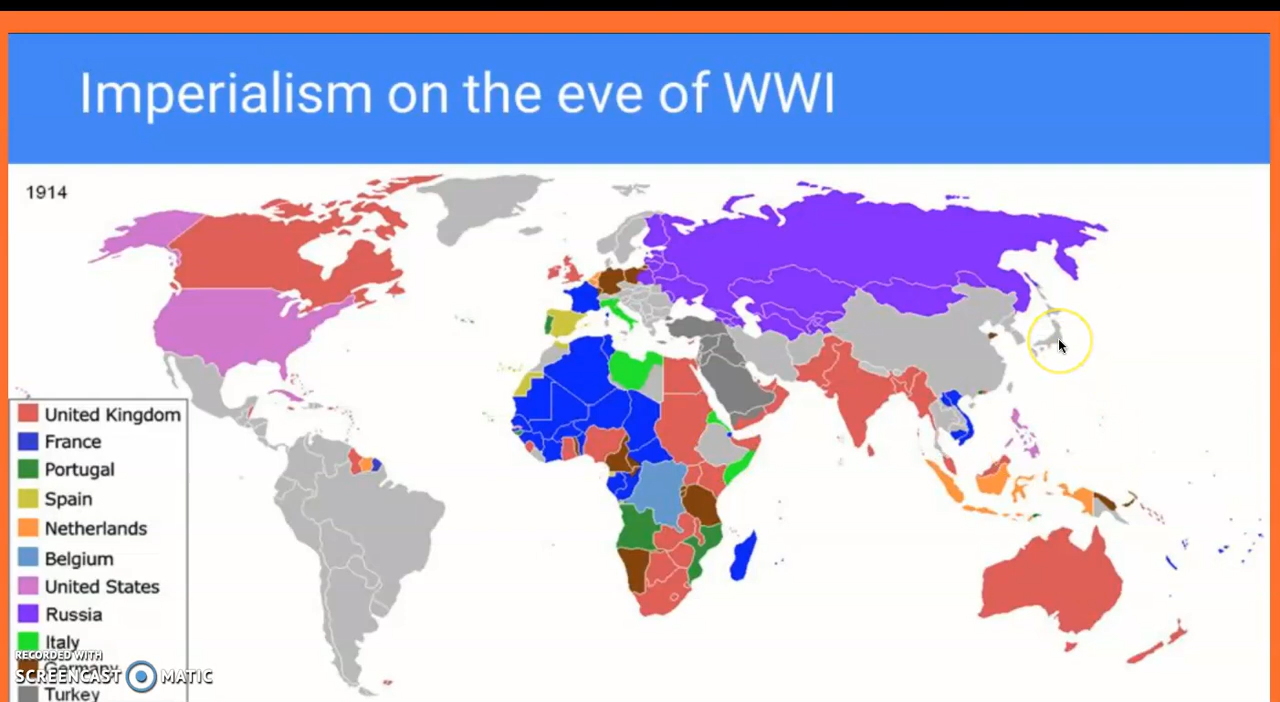 Imperialism on the eve of WWI
1914
United Kingdom
France
Portugal
Spain
Netherlands
Belgium
United States
Russia
Italy
RECORDED WITH
Germany
SCREENCAST MATIC
Turkey